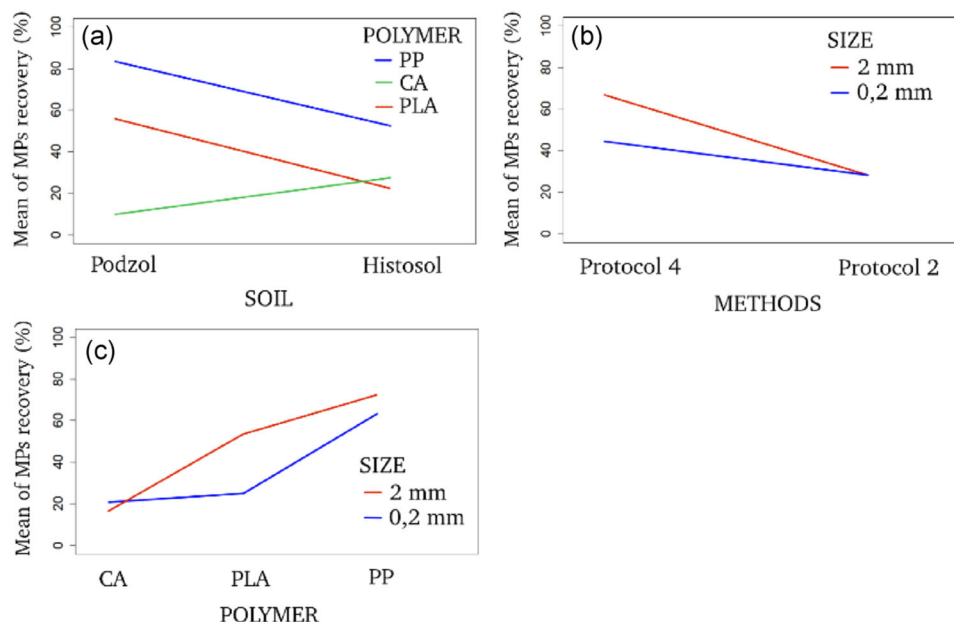 (a)
Mean of MPs recovery (%)
100
80
60
40
20
0
POLYMER
PP
CA
PLA
Podzol Histosol
SOIL
(b)
Mean of MPs recovery (%)
100
80
60
40
20
0
SIZE
2 mm
0,2 mm
Protocol 4 Protocol 2
METHODS
(c)
Mean of MPs recovery (%)
100
80
60
40
20
0
SIZE
2 mm
0,2 mm
CA PLA PP
POLYMER